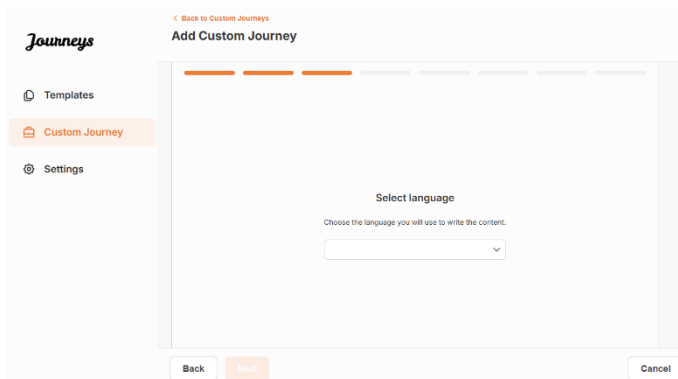 Journeys
Templates
Custom Journey
Settings
Back to Custom Journeys
Add Custom Journey
Select language
Choose the language you will use to write the content.
Back
Next
Cancel